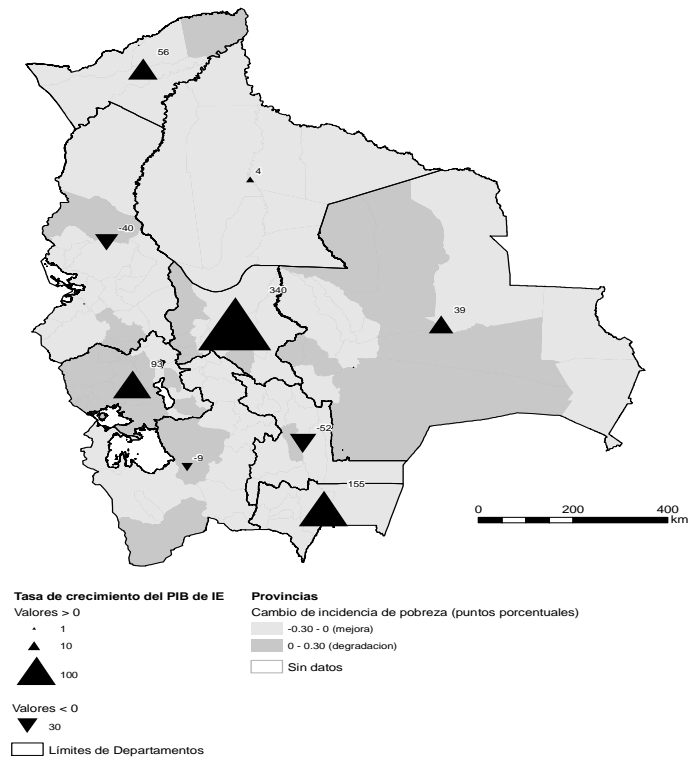 56
4
-40
340
39
93
-52
-9
155
0 200 400
km
Tasa de crecimiento del PIB de IE
Valores > 0
1
10
100
Valores < 0
30
Límites de Departamentos
Provincias
Cambio de incidencia de pobreza (puntos porcentuales)
-0.30 - 0 (mejora)
0 - 0.30 (degradacion)
Sin datos